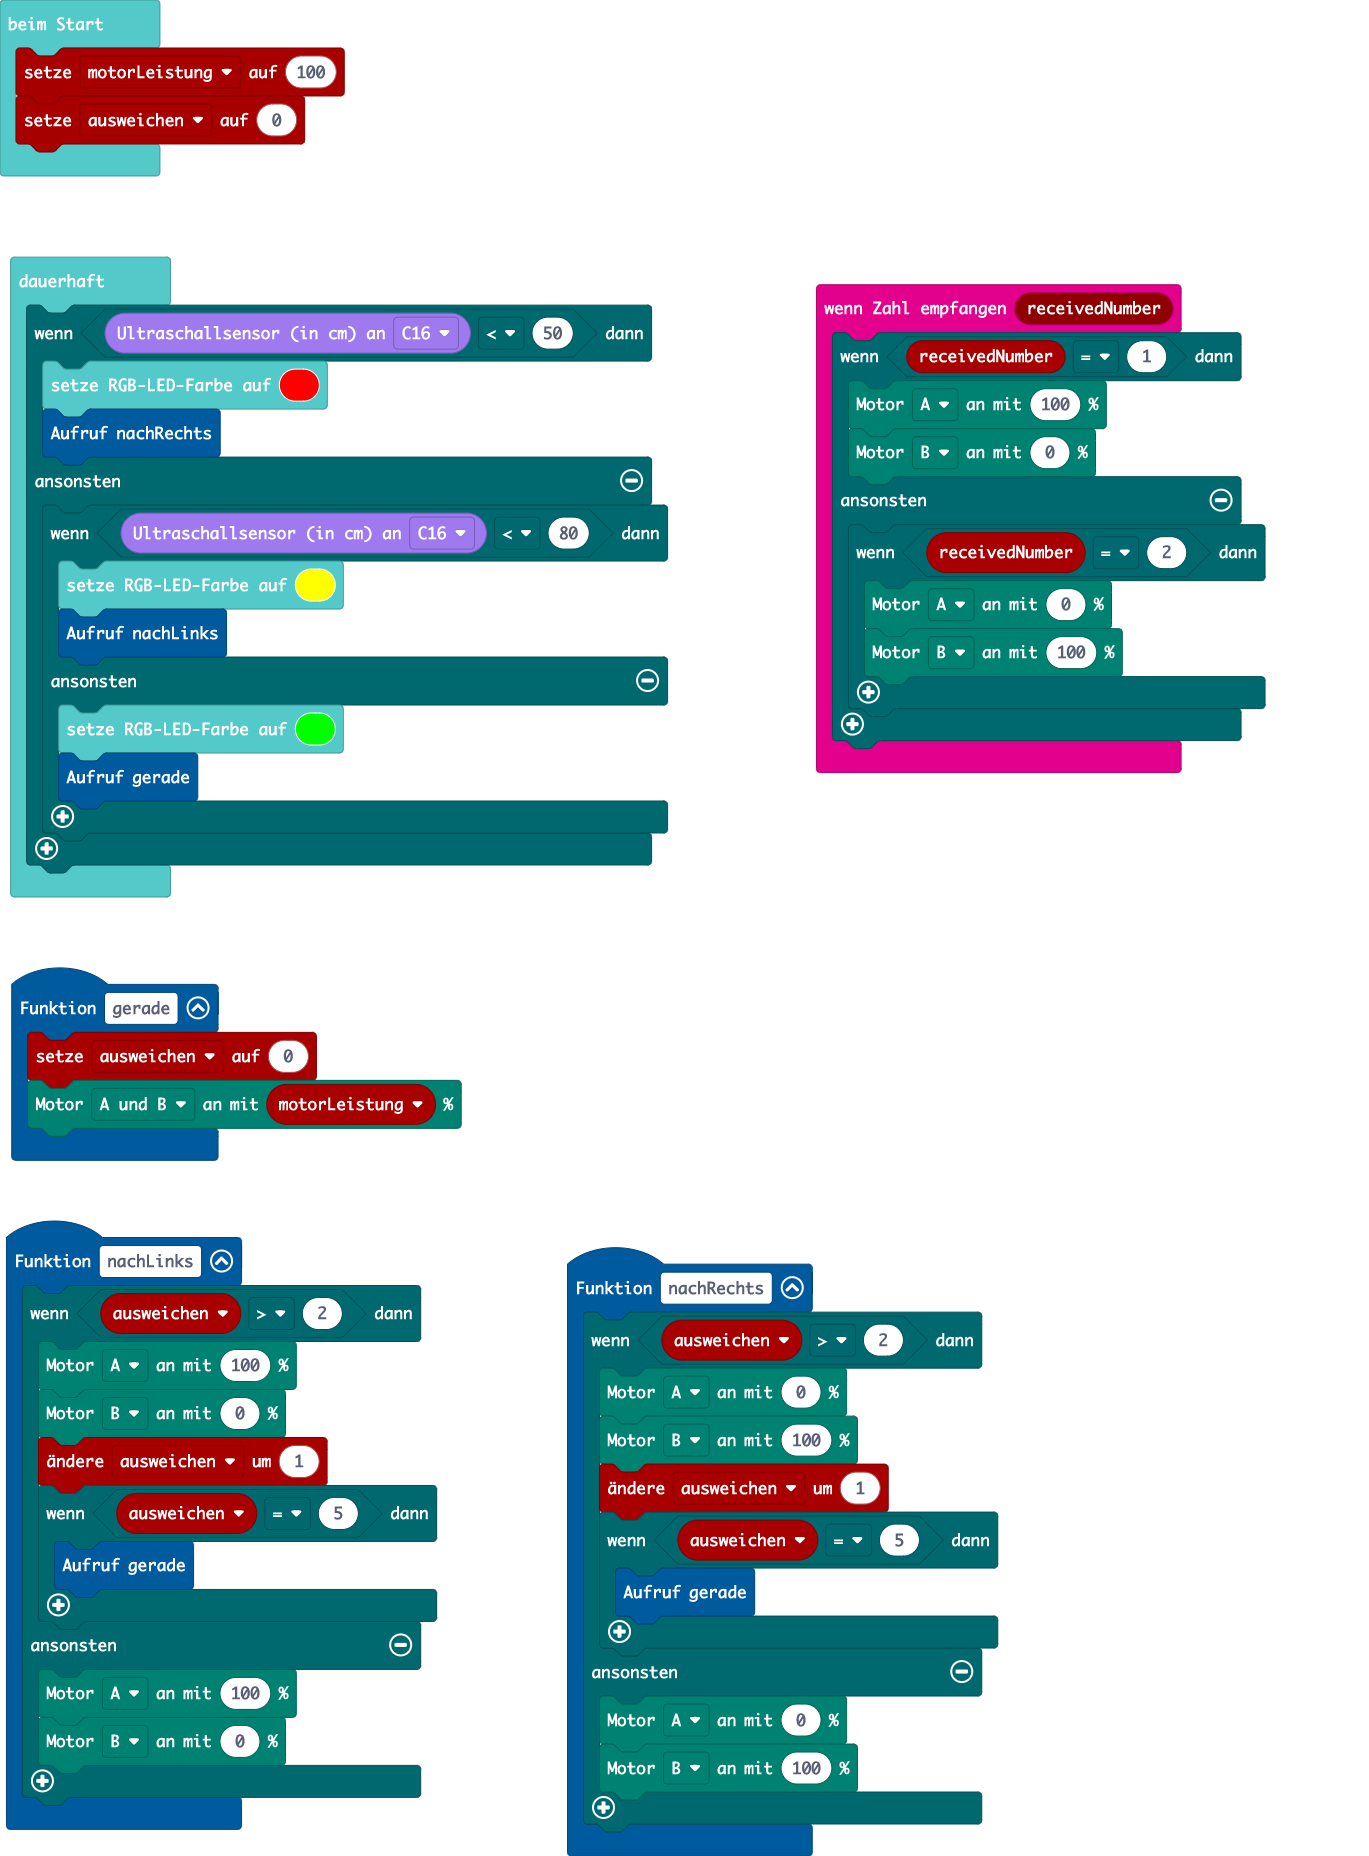 beim Start
setze motorLeistung auf 100
setze ausweichen auf 0
dauerhaft
wenn Ultraschallsensor (in cm) an C16 < 50 dann
setze RGB-LED-Farbe auf
Aufruf nachRechts
ansonsten
wenn Ultraschallsensor (in cm) an C16 < 80 dann
setze RGB-LED-Farbe auf
Aufruf nachLinks
ansonsten
setze RGB-LED-Farbe auf
Aufruf gerade
wenn Zahl empfangen receivedNumber
wenn receivedNumber = 1 dann
Motor A an mit 100 %
Motor B an mit 0 %
ansonsten
wenn receivedNumber = 2 dann
Motor A an mit 0 %
Motor B an mit 100 %
Funktion gerade
setze ausweichen auf 0
Motor A und B an mit motorLeistung %
Funktion nachLinks
wenn ausweichen > 2 dann
Motor A an mit 100 %
Motor B an mit 0 %
ändere ausweichen um 1
wenn ausweichen = 5 dann
Aufruf gerade
ansonsten
Motor A an mit 100 %
Motor B an mit 0 %
Funktion nachRechts
wenn ausweichen > 2 dann
Motor A an mit 0 %
Motor B an mit 100 %
ändere ausweichen um 1
wenn ausweichen = 5 dann
Aufruf gerade
ansonsten
Motor A an mit 0 %
Motor B an mit 100 %